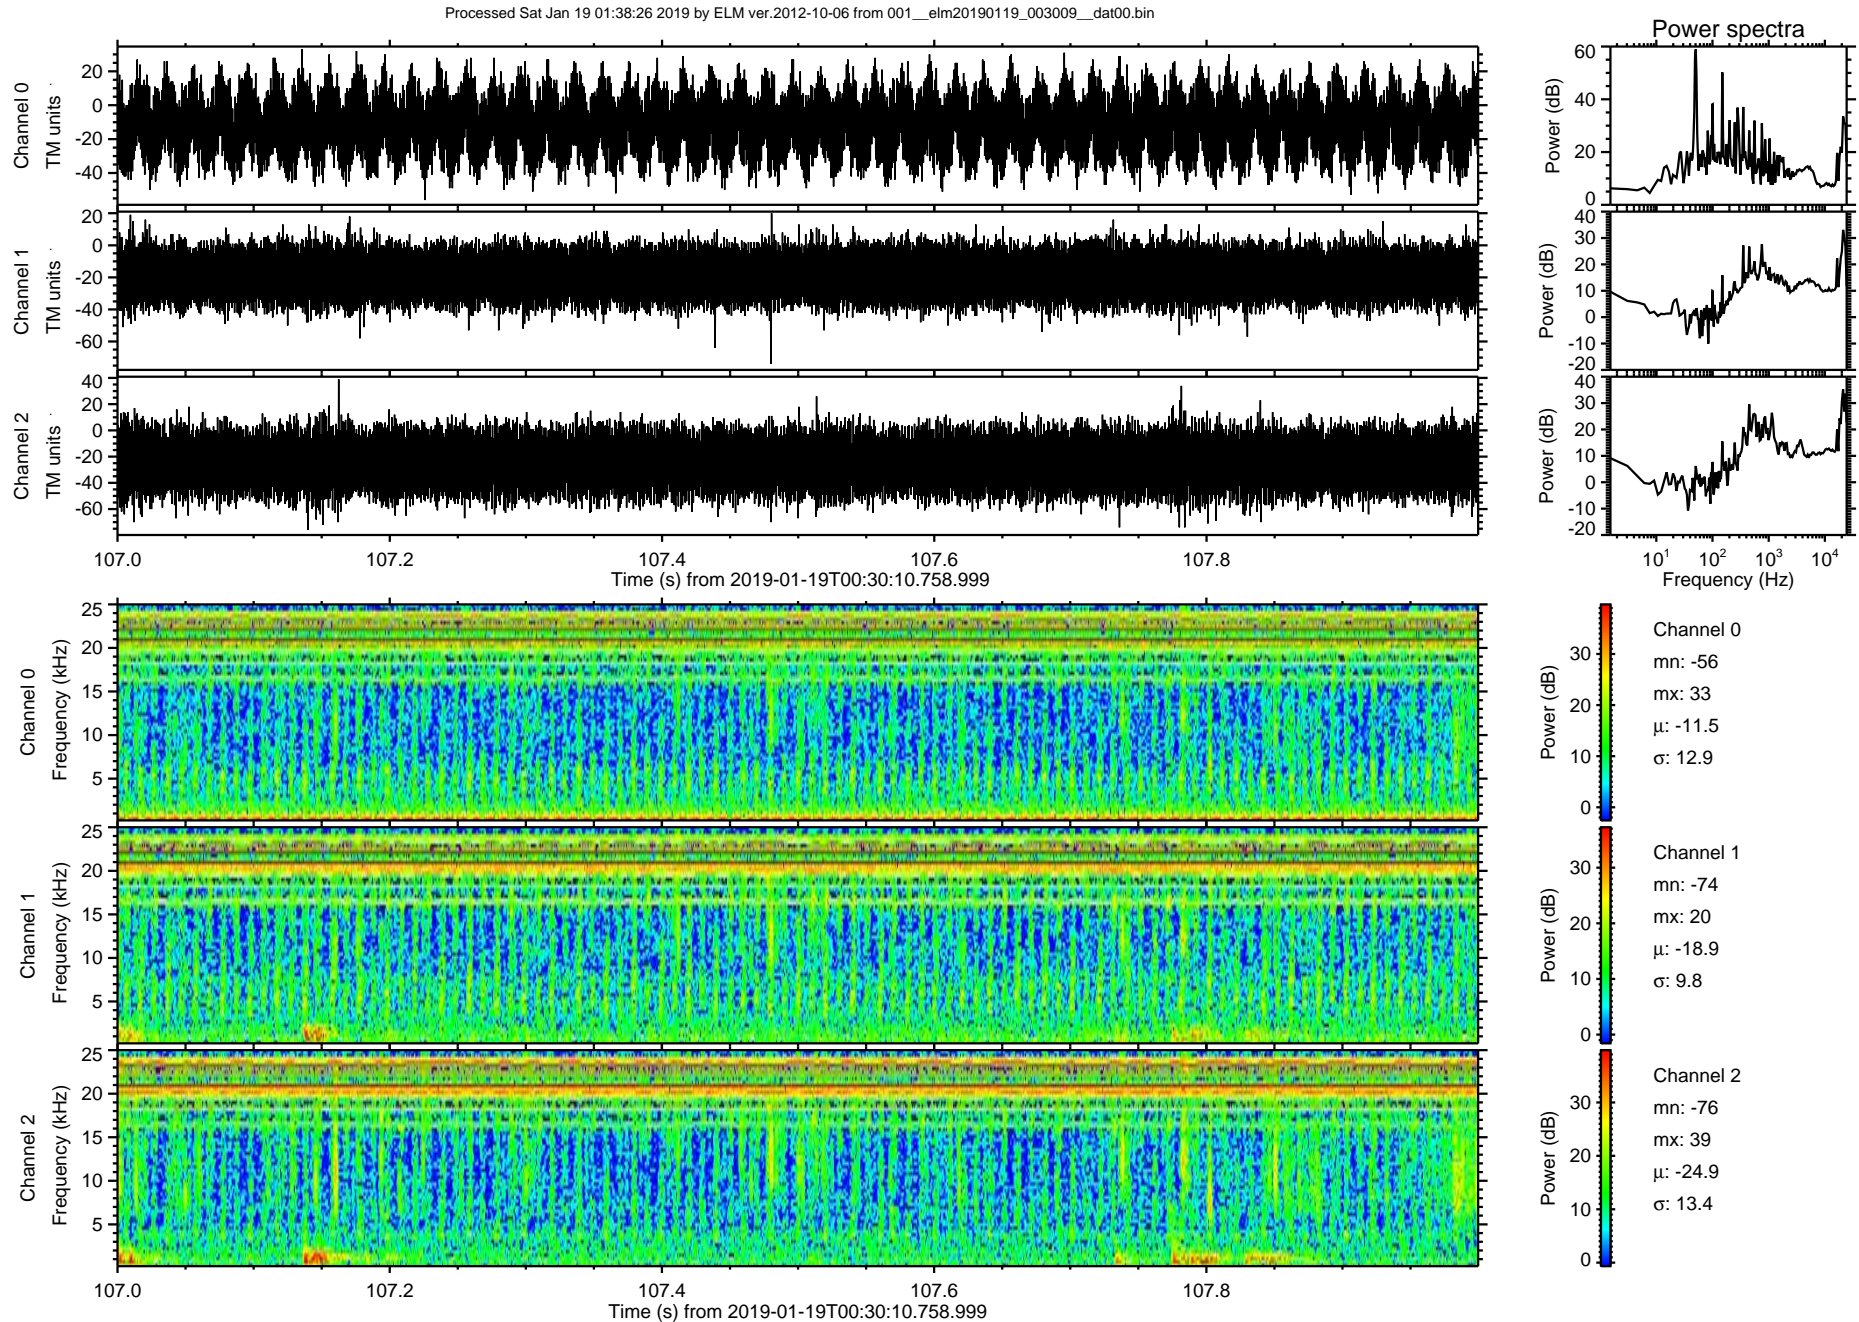 Processed Sat Jan 19 01:38:26 2019 by ELM ver.2012-10-06 from 001__elm20190119_003009__dat00.bin
Power spectra
Channel 0
TM units
20
0
-20
-40
Power (dB)
60
40
20
0
Channel 1
TM units
20
0
-20
-40
-60
Power (dB)
40
30
20
10
0
-10
-20
Channel 2
TM units
40
20
0
-20
-40
-60
Power (dB)
40
30
20
10
0
-10
-20
107.0 107.2 107.4 107.6 107.8
Time (s) from 2019-01-19T00:30:10.758.999
10^1 10^2 10^3 10^4
Frequency (Hz)
Channel 0
Frequency (kHz)
25
20
15
10
5
Power (dB)
30
20
10
0
Channel 0
mn: -56
mx: 33
μ: -11.5
σ: 12.9
Channel 1
Frequency (kHz)
25
20
15
10
5
Power (dB)
30
20
10
0
Channel 1
mn: -74
mx: 20
μ: -18.9
σ: 9.8
Channel 2
Frequency (kHz)
25
20
15
10
5
Power (dB)
30
20
10
0
Channel 2
mn: -76
mx: 39
μ: -24.9
σ: 13.4
107.0 107.2 107.4 107.6 107.8
Time (s) from 2019-01-19T00:30:10.758.999